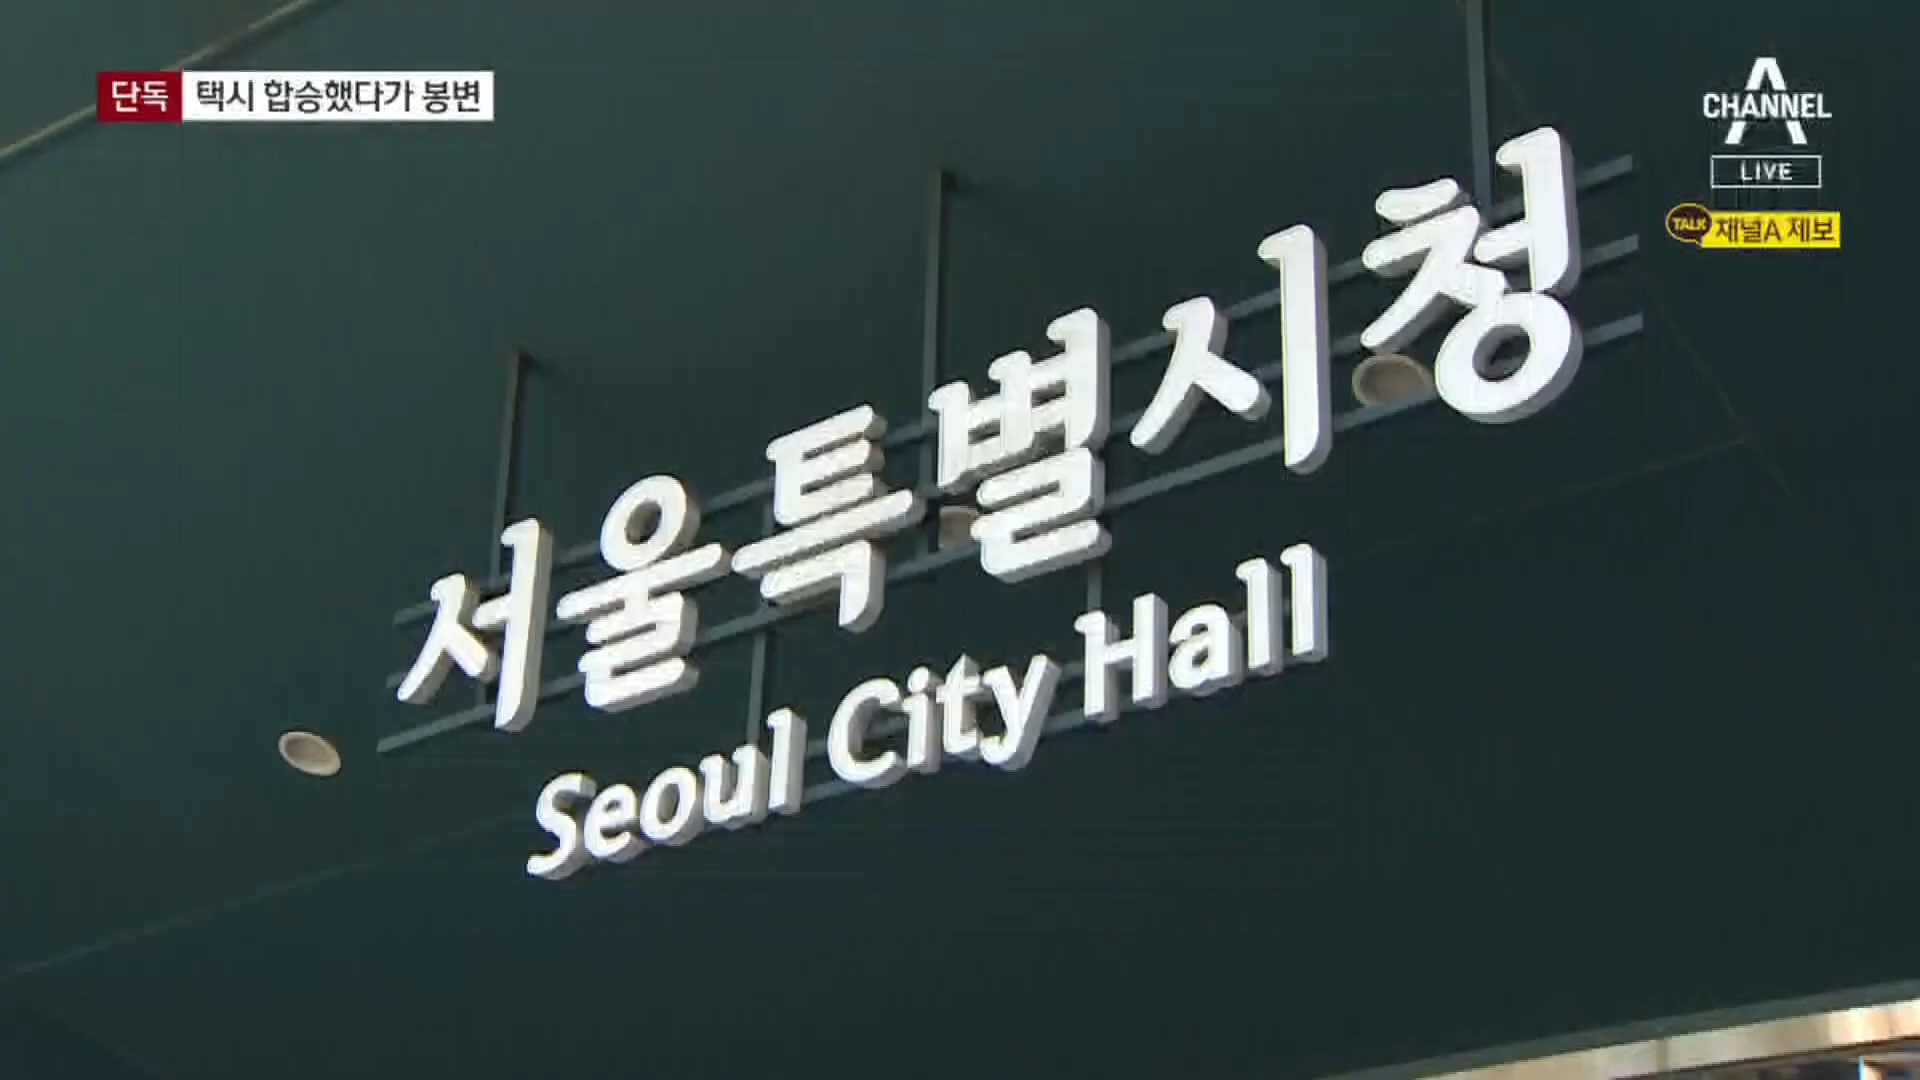 단독 택시 합승했다가 봉변
CHANNEL A
LIVE
TALK 채널A 제보
서울특별시청
Seoul City Hall